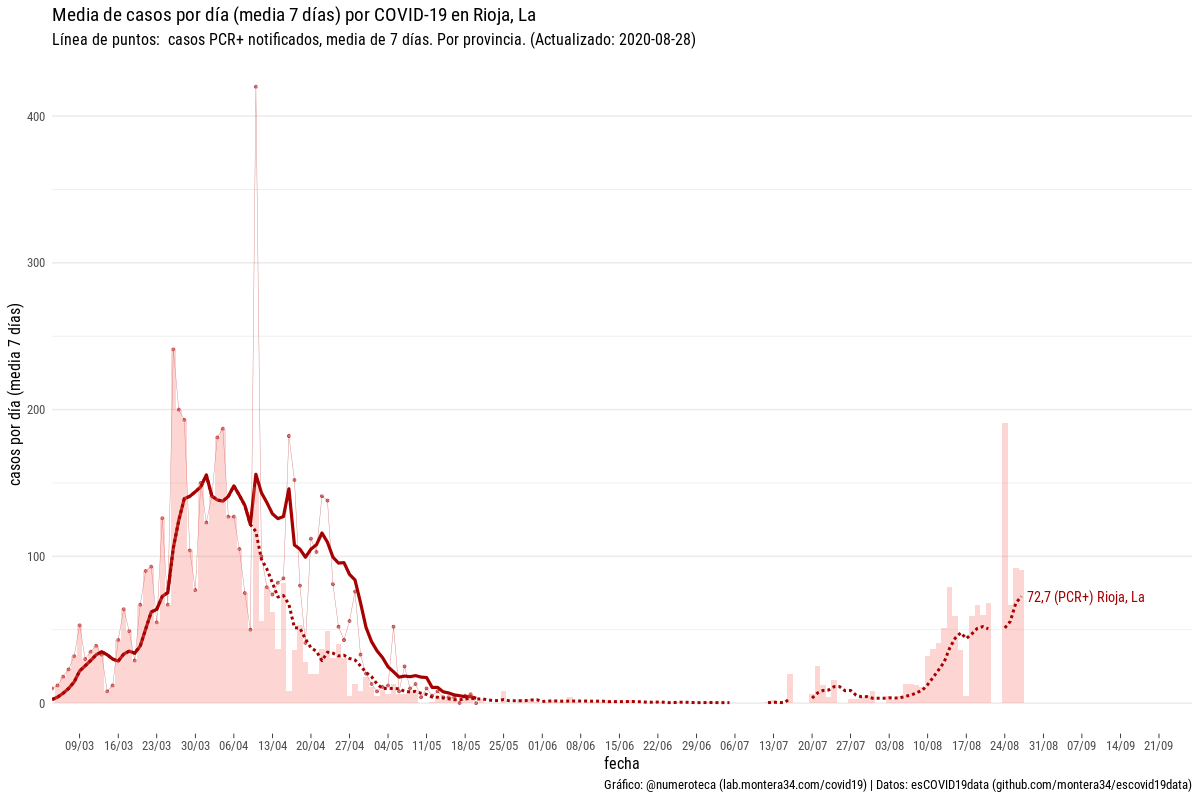 Media de casos por día (media 7 días) por COVID-19 en Rioja, La
Línea de puntos:  casos PCR+ notificados, media de 7 días. Por provincia. (Actualizado: 2020-08-28)
casos por día (media 7 días)
400
300
200
100
0
72,7 (PCR+) Rioja, La
09/03 16/03 23/03 30/03 06/04 13/04 20/04 27/04 04/05 11/05 18/05 25/05 01/06 08/06 15/06 22/06 29/06 06/07 13/07 20/07 27/07 03/08 10/08 17/08 24/08 31/08 07/09 14/09 21/09
fecha
Gráfico: @numeroteca (lab.montera34.com/covid19) | Datos: esCOVID19data (github.com/montera34/escovid19data)